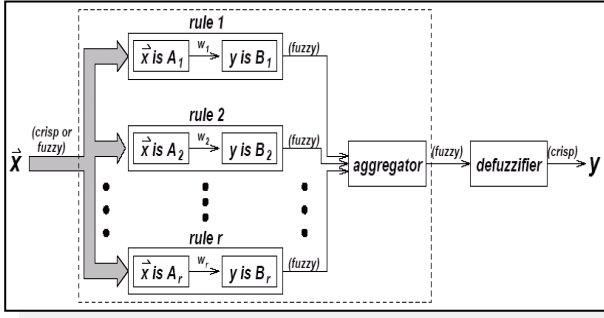 rule 1
x⃗ is A₁ w₁ y is B₁ (fuzzy)
rule 2
(crisp or
fuzzy)
x⃗
x⃗ is A₂ w₂ y is B₂ (fuzzy)
aggregator (fuzzy) defuzzifier (crisp) y
rule r
x⃗ is Aᵣ wᵣ y is Bᵣ (fuzzy)